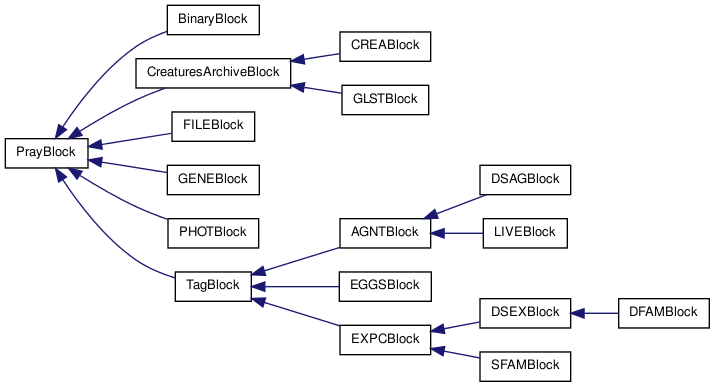 BinaryBlock
CREABlock
CreaturesArchiveBlock
GLSTBlock
FILEBlock
PrayBlock
GENEBlock
DSAGBlock
PHOTBlock
AGNTBlock
LIVEBlock
TagBlock
EGGSBlock
DSEXBlock
DFAMBlock
EXPCBlock
SFAMBlock